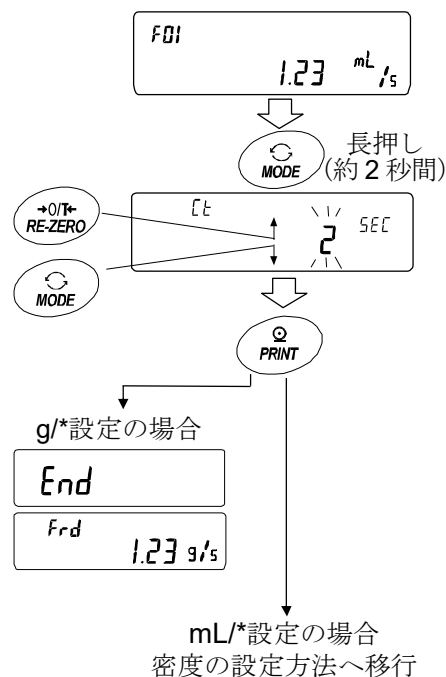 F01
1.23 mL/s
長押し
MODE (約2秒間)
→0/T←
RE-ZERO
Ct 2 SEC
MODE
PRINT
g/*設定の場合
End
Frd
1.23 g/s
mL/*設定の場合
密度の設定方法へ移行